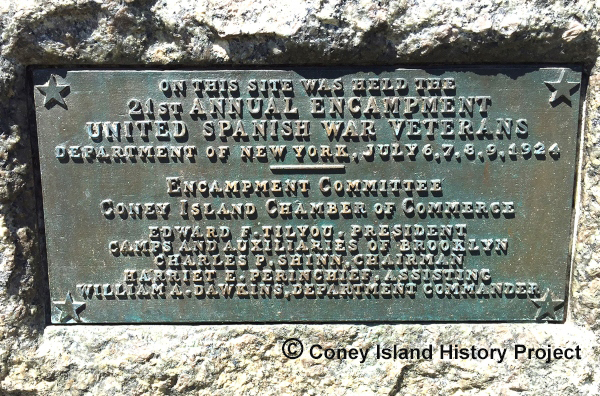 ON THIS SITE WAS HELD THE
21ST ANNUAL ENCAMPMENT
UNITED SPANISH WAR VETERANS
DEPARTMENT OF NEW YORK, JULY 6,7,8,9,1924
ENCAMPMENT COMMITTEE
CONEY ISLAND CHAMBER OF COMMERCE
EDWARD F. TILYOU. PRESIDENT
CAMPS AND AUXILIARIES OF BROOKLYN
CHARLES P. SHINN. CHAIRMAN
HARRIET E. PERINCHIEF. ASSISTING
WILLIAM A. DAWKINS, DEPARTMENT COMMANDER
© Coney Island History Project